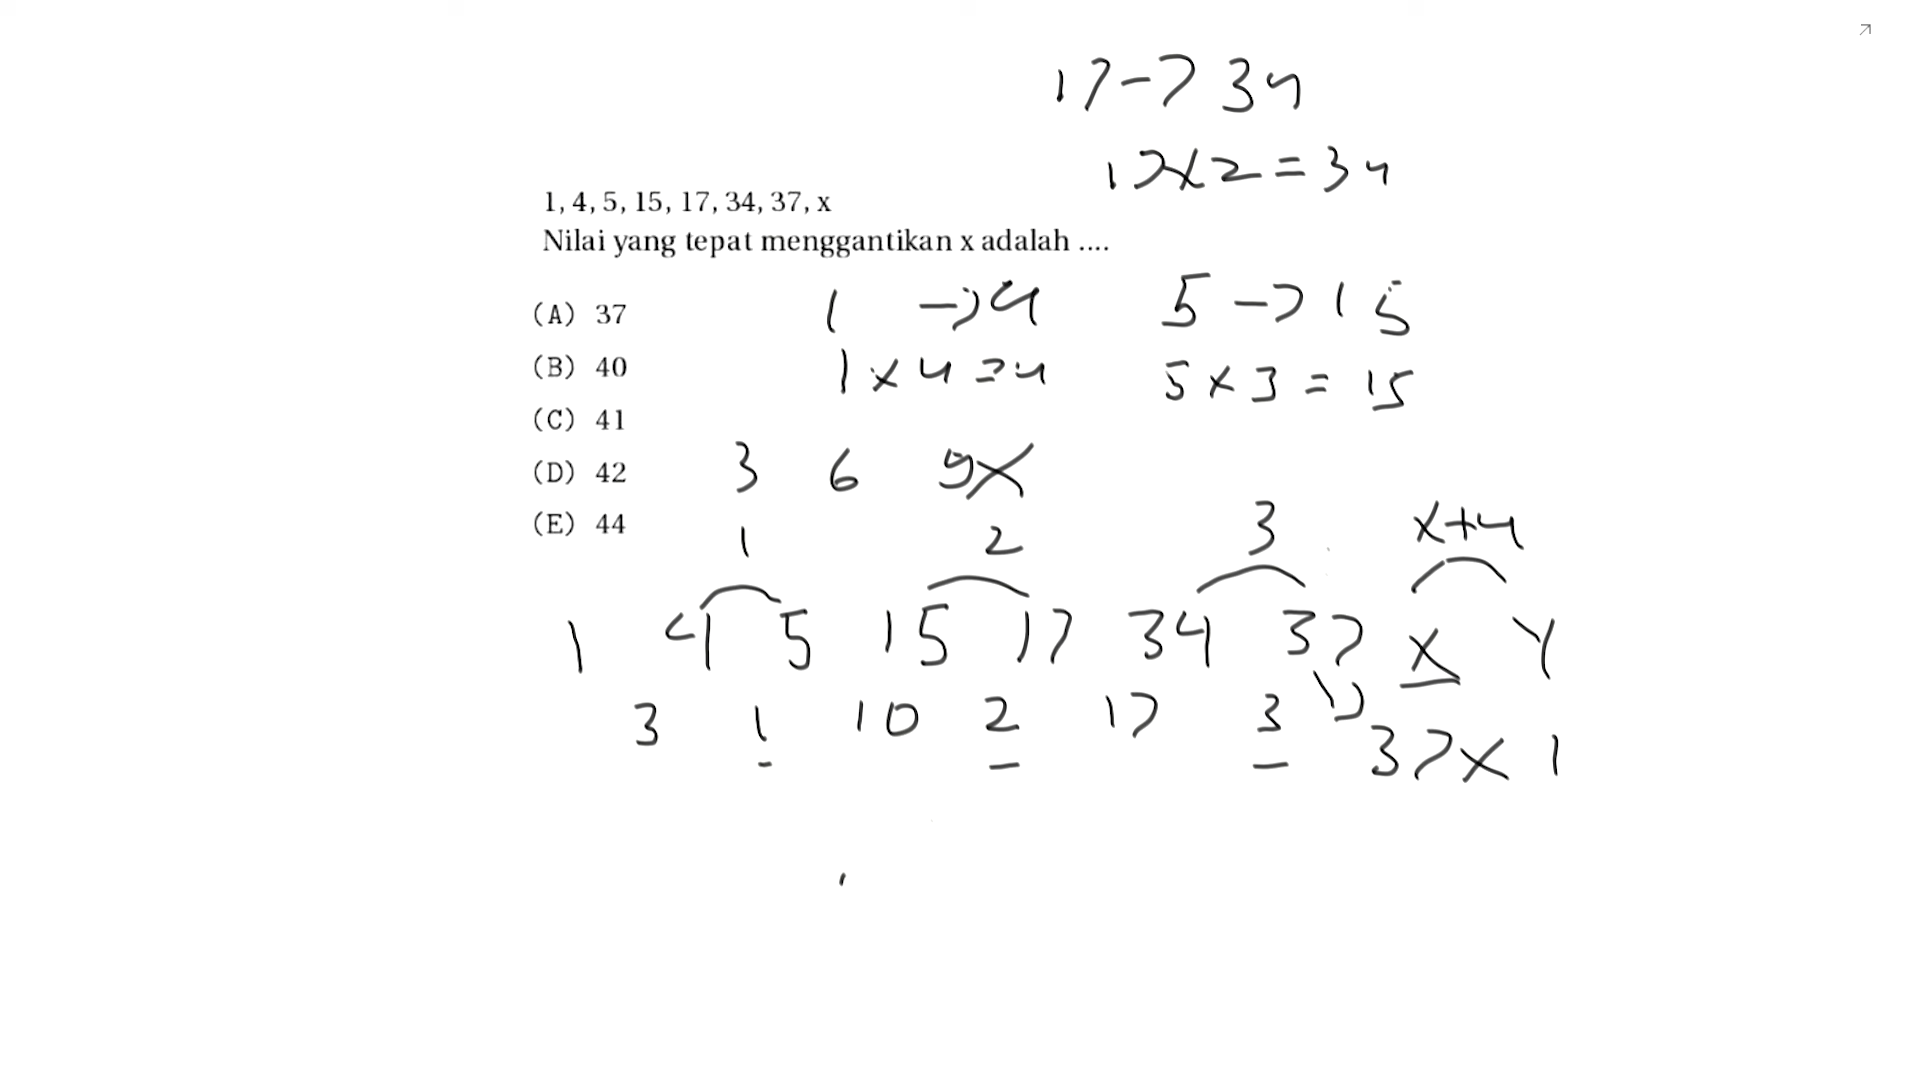 17 -> 34
17x2 = 34
1, 4, 5, 15, 17, 34, 37, x
Nilai yang tepat menggantikan x adalah ....
(A) 37
(B) 40
(C) 41
(D) 42
(E) 44
1 -> 4
1 x 4 = 4
5 -> 15
5 x 3 = 15
3 6 9x
1 2 3 x+4
1 4 5 15 17 34 37 x Y
3 1 10 2 17 3
37x 1